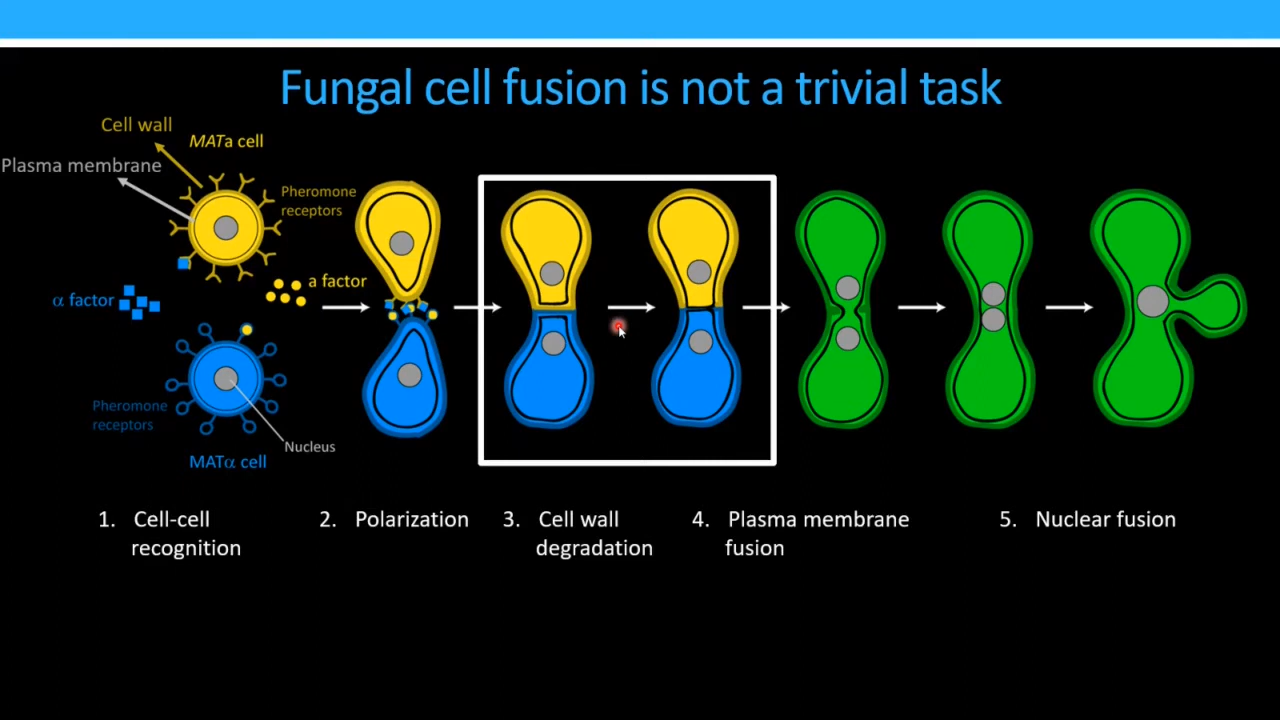 Fungal cell fusion is not a trivial task
Cell wall
MATa cell
Plasma membrane
Pheromone
receptors
a factor
α factor
Pheromone
receptors
Nucleus
MATα cell
1. Cell-cell
recognition
2. Polarization
3. Cell wall
degradation
4. Plasma membrane
fusion
5. Nuclear fusion